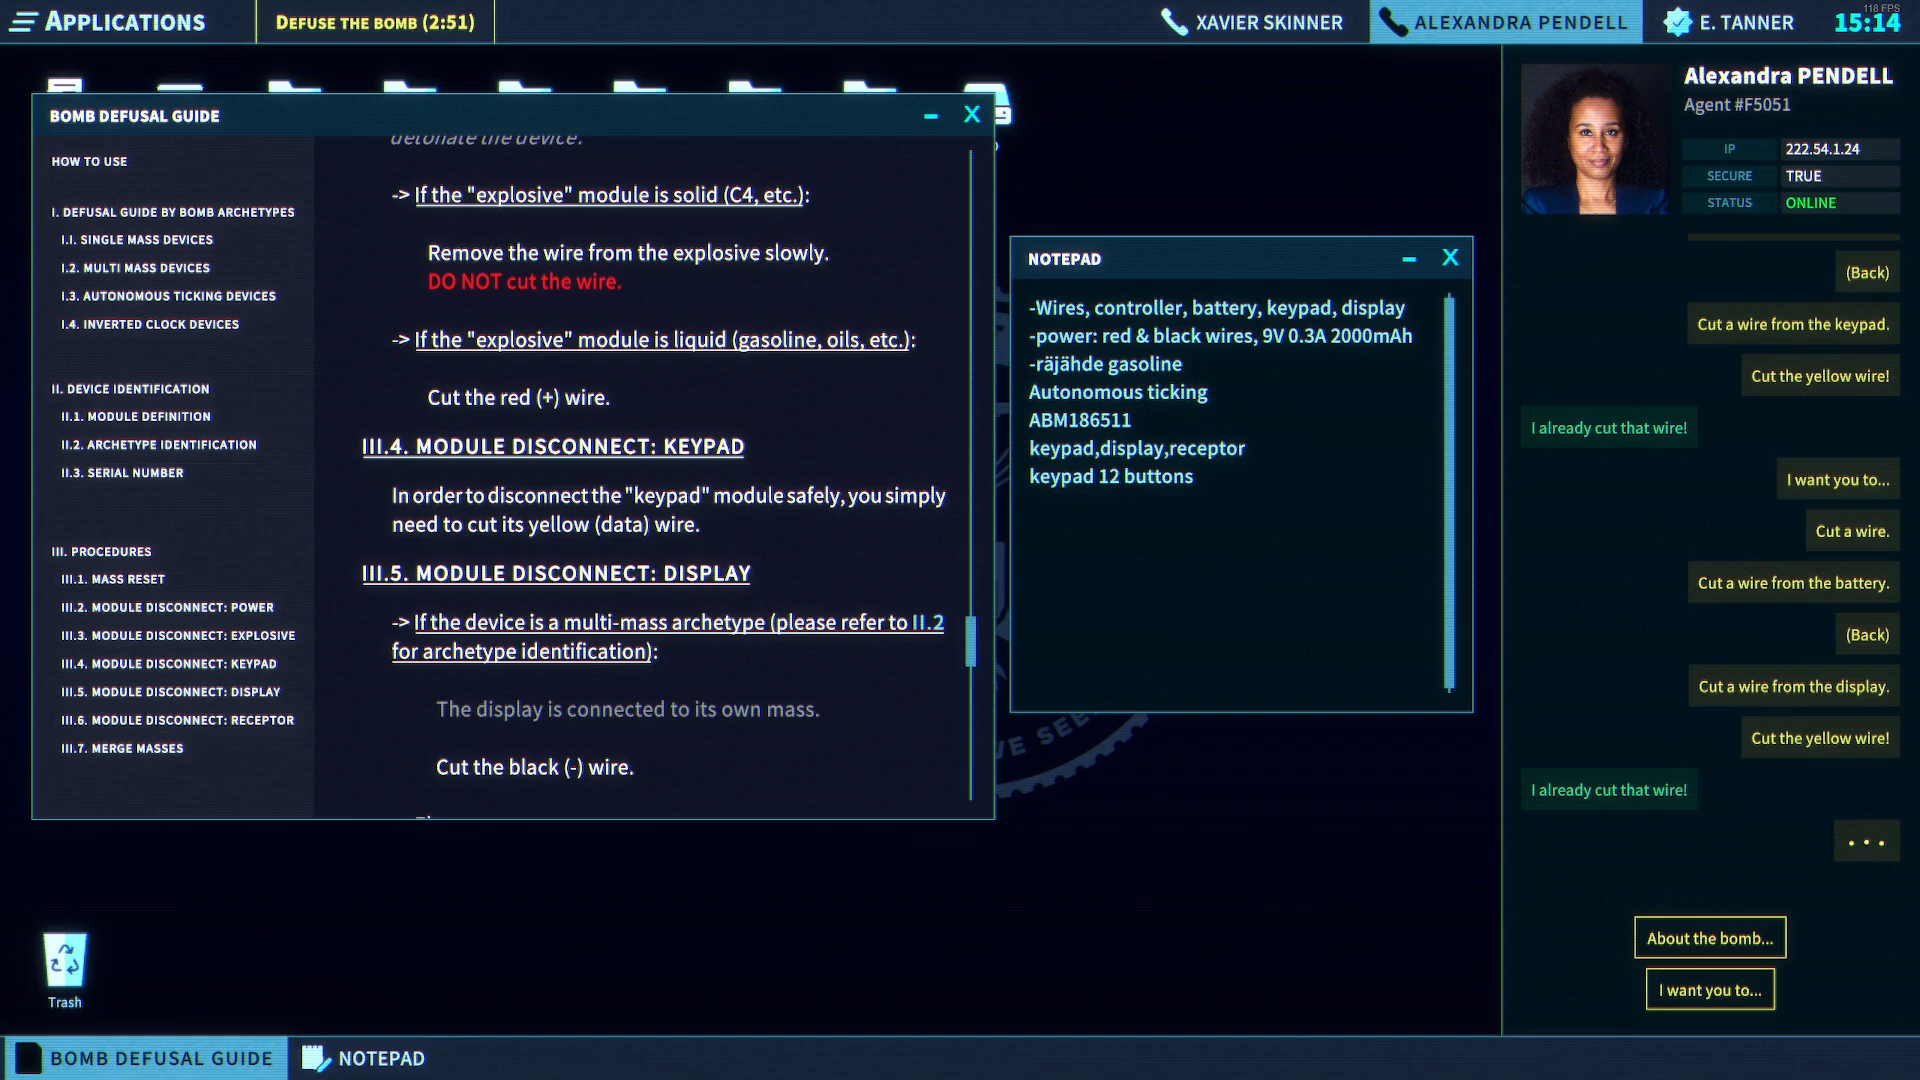 APPLICATIONS
DEFUSE THE BOMB (2:51)
XAVIER SKINNER
ALEXANDRA PENDELL
E. TANNER
118 FPS
15:14
BOMB DEFUSAL GUIDE
X
HOW TO USE
I. DEFUSAL GUIDE BY BOMB ARCHETYPES
I.I. SINGLE MASS DEVICES
I.2. MULTI MASS DEVICES
I.3. AUTONOMOUS TICKING DEVICES
I.4. INVERTED CLOCK DEVICES
II. DEVICE IDENTIFICATION
II.1. MODULE DEFINITION
II.2. ARCHETYPE IDENTIFICATION
II.3. SERIAL NUMBER
III. PROCEDURES
III.1. MASS RESET
III.2. MODULE DISCONNECT: POWER
III.3. MODULE DISCONNECT: EXPLOSIVE
III.4. MODULE DISCONNECT: KEYPAD
III.5. MODULE DISCONNECT: DISPLAY
III.6. MODULE DISCONNECT: RECEPTOR
III.7. MERGE MASSES
detonate the device.
-> If the "explosive" module is solid (C4, etc.):
Remove the wire from the explosive slowly.
DO NOT cut the wire.
-> If the "explosive" module is liquid (gasoline, oils, etc.):
Cut the red (+) wire.
III.4. MODULE DISCONNECT: KEYPAD
In order to disconnect the "keypad" module safely, you simply
need to cut its yellow (data) wire.
III.5. MODULE DISCONNECT: DISPLAY
-> If the device is a multi-mass archetype (please refer to II.2
for archetype identification):
The display is connected to its own mass.
Cut the black (-) wire.
NOTEPAD
X
-Wires, controller, battery, keypad, display
-power: red & black wires, 9V 0.3A 2000mAh
-räjähde gasoline
Autonomous ticking
ABM186511
keypad,display,receptor
keypad 12 buttons
VE SEE
Alexandra PENDELL
Agent #F5051
IP 222.54.1.24
SECURE TRUE
STATUS ONLINE
(Back)
Cut a wire from the keypad.
Cut the yellow wire!
I already cut that wire!
I want you to...
Cut a wire.
Cut a wire from the battery.
(Back)
Cut a wire from the display.
Cut the yellow wire!
I already cut that wire!
...
About the bomb...
I want you to...
Trash
BOMB DEFUSAL GUIDE
NOTEPAD